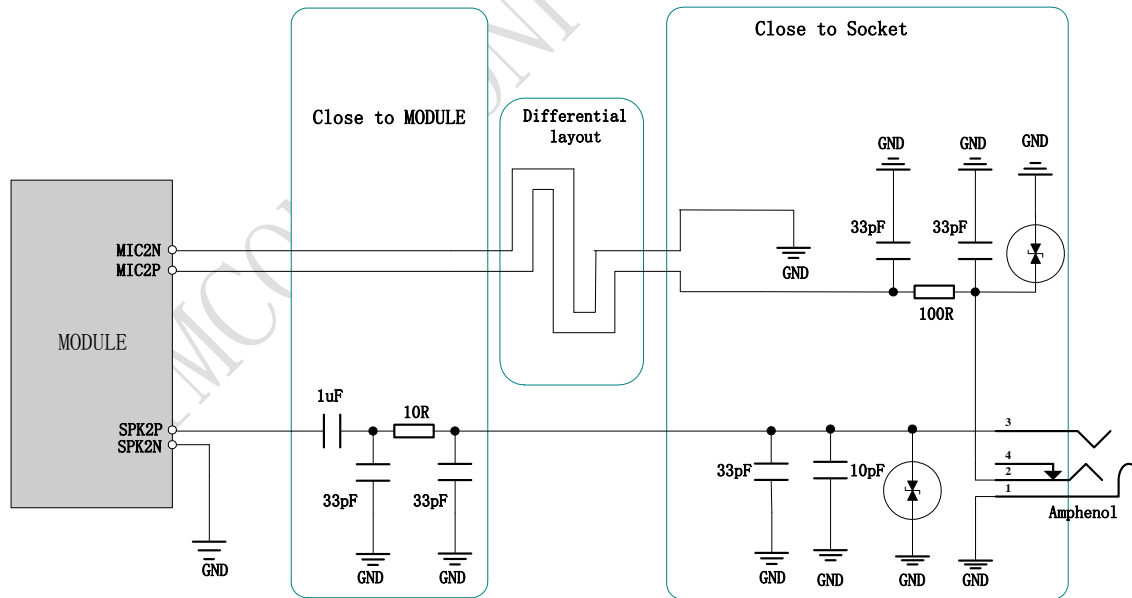 Close to Socket
Close to MODULE
Differential
layout
GND
GND
GND
33pF
33pF
MIC2N
MIC2P
GND
100R
MODULE
1uF
10R
SPK2P
SPK2N
3
4
2
1
33pF
10pF
33pF
33pF
Amphenol
GND
GND
GND
GND
GND
GND
GND